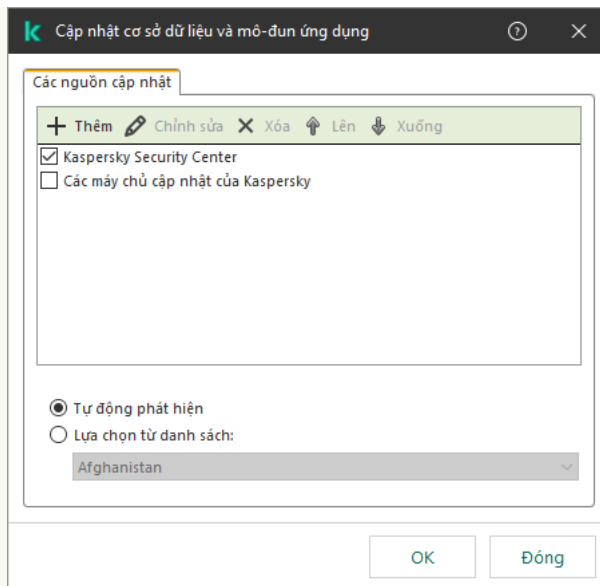 Cập nhật cơ sở dữ liệu và mô-đun ứng dụng
Các nguồn cập nhật
Thêm Chỉnh sửa Xóa Lên Xuống
Kaspersky Security Center
Các máy chủ cập nhật của Kaspersky
Tự động phát hiện
Lựa chọn từ danh sách:
Afghanistan
OK Đóng